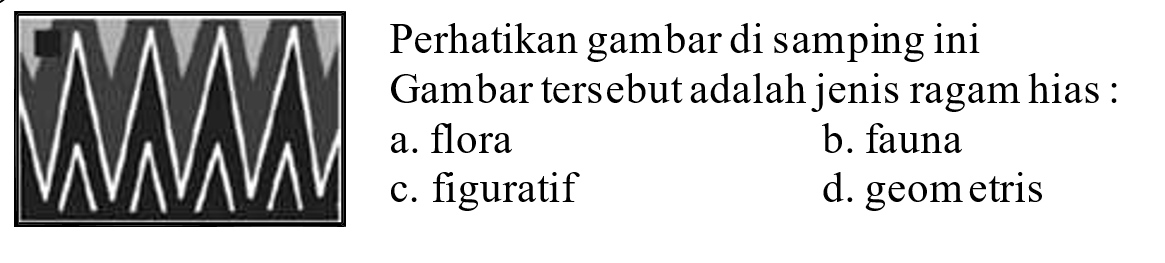 Perhatikan gambar di samping ini
Gambar tersebut adalah jenis ragam hias :
a. flora b. fauna
c. figuratif d. geometris